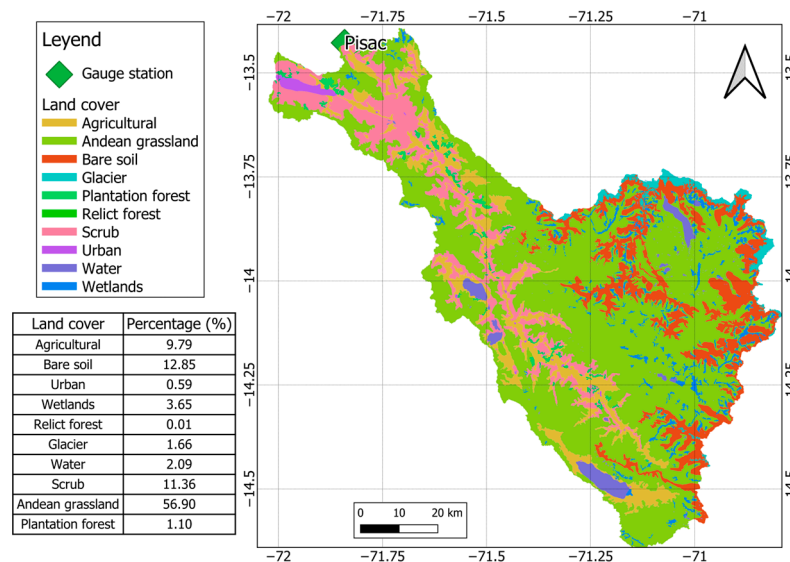 Leyend
Gauge station
Land cover
Agricultural
Andean grassland
Bare soil
Glacier
Plantation forest
Relict forest
Scrub
Urban
Water
Wetlands
Land cover Percentage (%)
Agricultural 9.79
Bare soil 12.85
Urban 0.59
Wetlands 3.65
Relict forest 0.01
Glacier 1.66
Water 2.09
Scrub 11.36
Andean grassland 56.90
Plantation forest 1.10
−72 −71.75 −71.5 −71.25 −71
Pisac
−13.5
−13.75
−14
−14.25
−14.5
0 10 20 km
−72 −71.75 −71.5 −71.25 −71